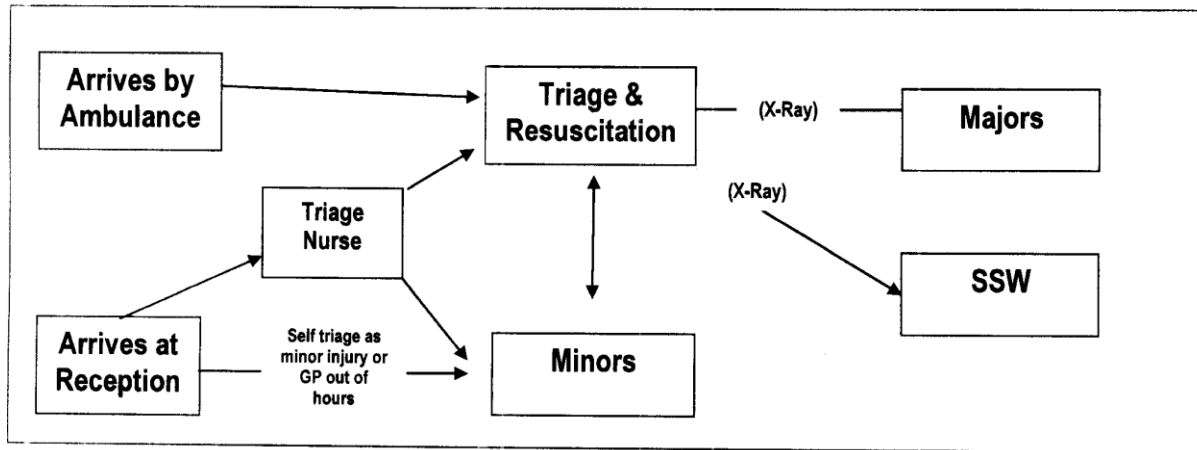 Arrives by
Ambulance
Triage &
Resuscitation
(X-Ray)
Majors
Triage
Nurse
(X-Ray)
SSW
Arrives at
Reception
Self triage as
minor injury or
GP out of
hours
Minors